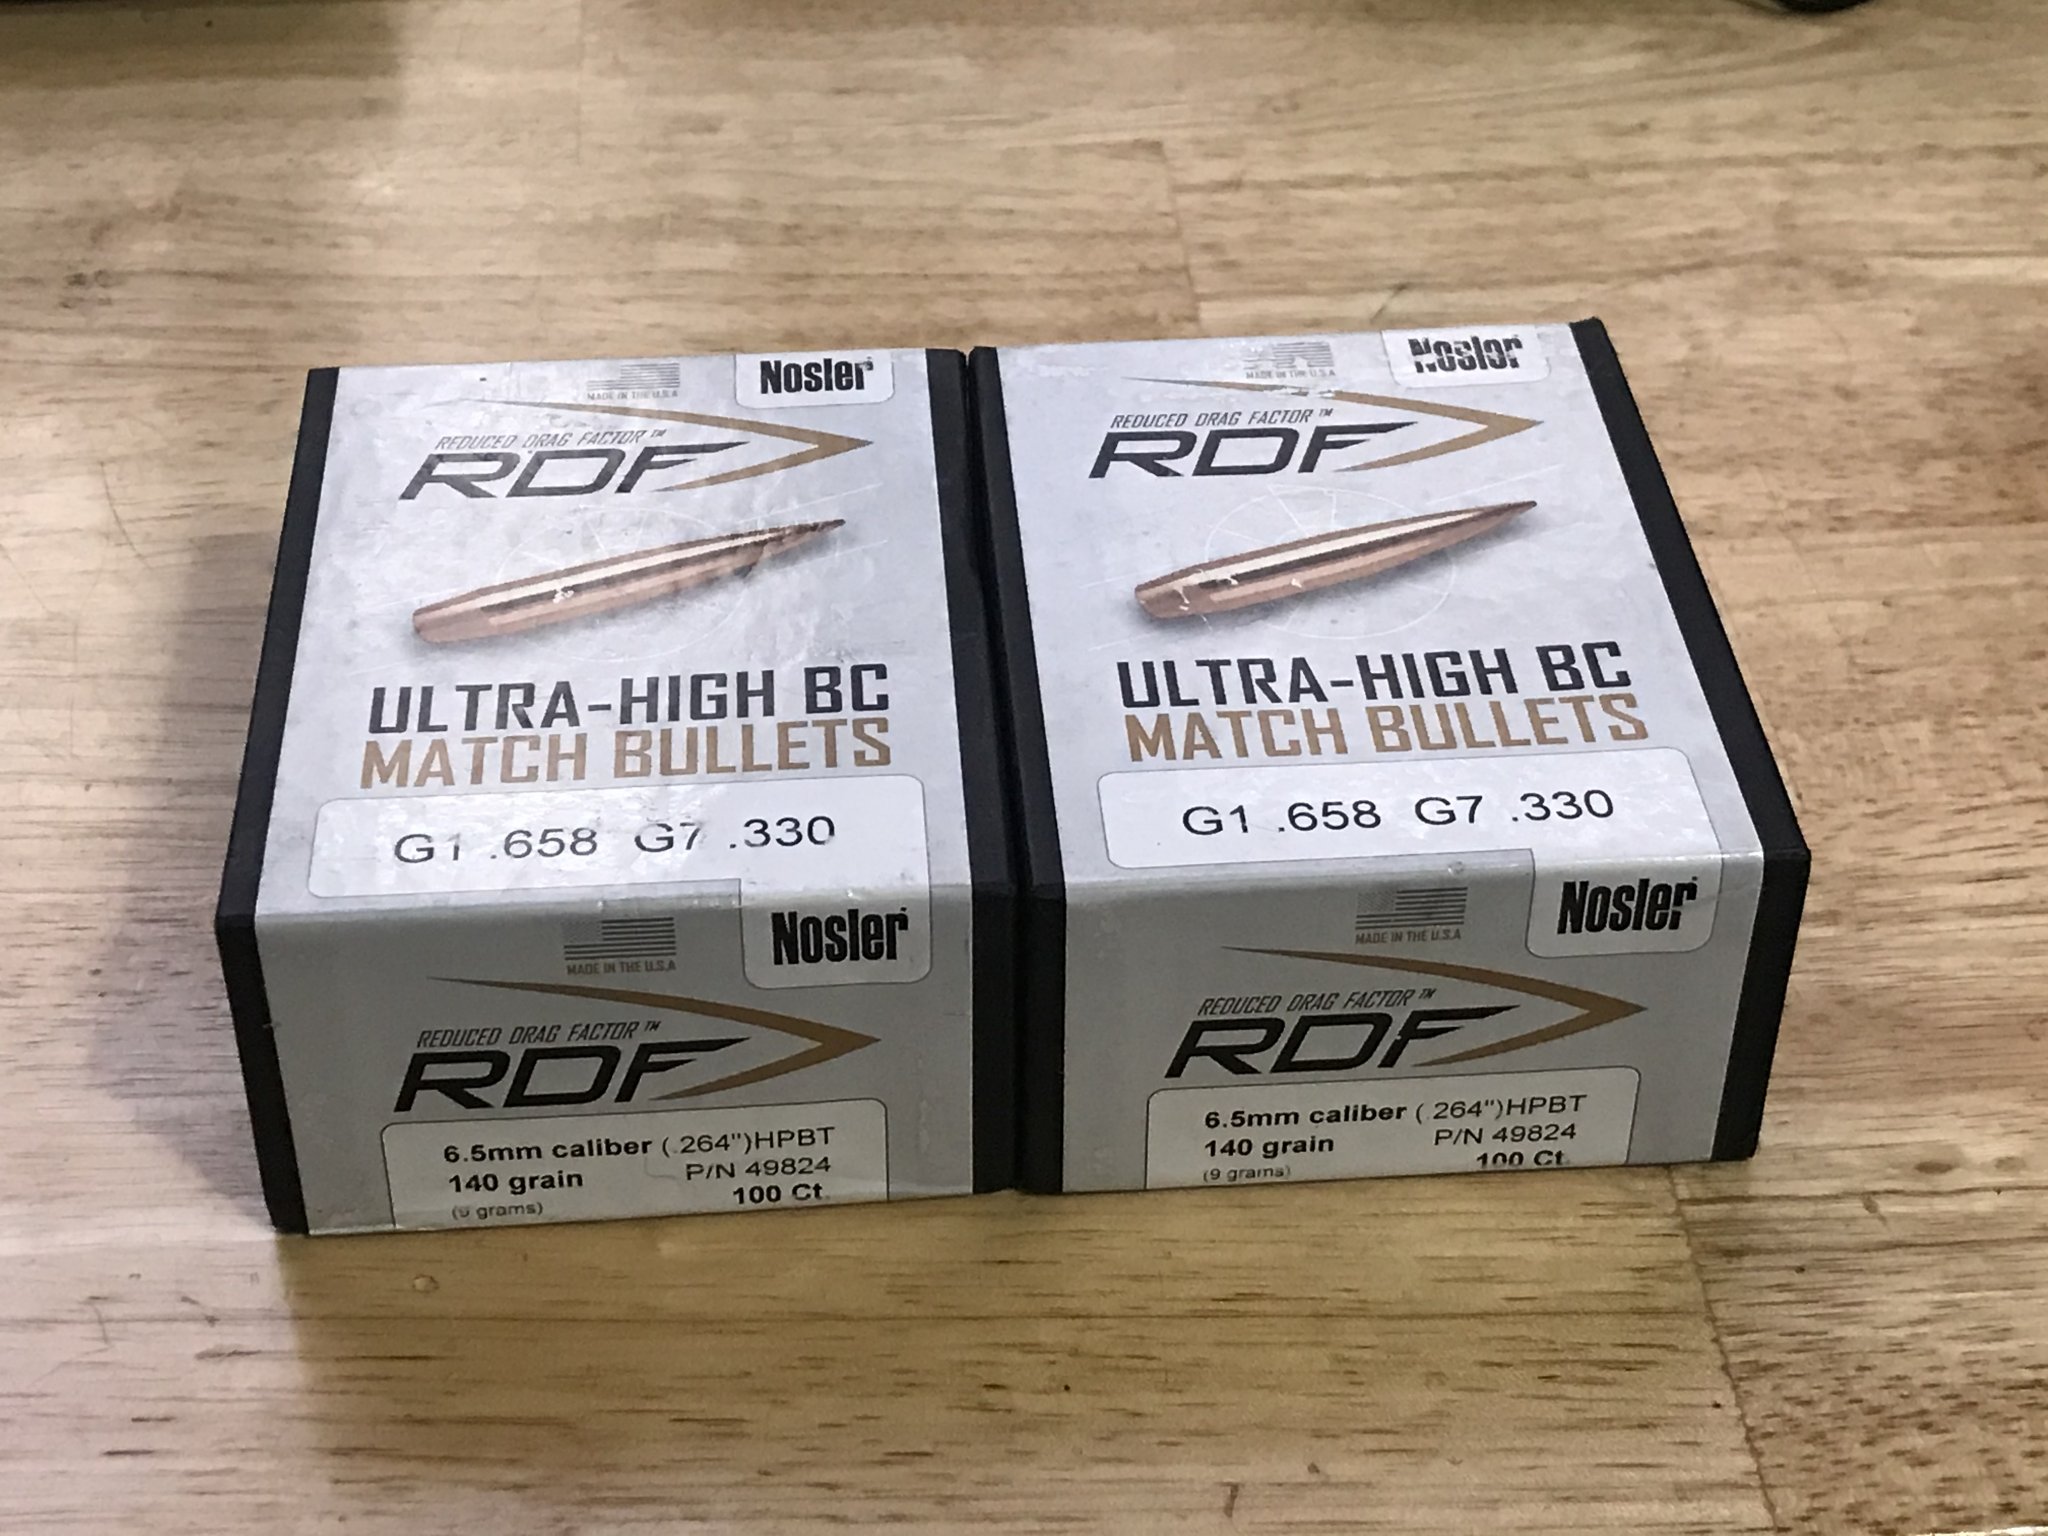 Nosler
MADE IN THE U.S.A
REDUCED DRAG FACTOR™
RDF
ULTRA-HIGH BC
MATCH BULLETS
G1 .658 G7 .330
Nosler
MADE IN THE U.S.A
REDUCED DRAG FACTOR™
RDF
6.5mm caliber (.264")HPBT
140 grain P/N 49824
(9 grams) 100 Ct.
Nosler
MADE IN THE U.S.A
REDUCED DRAG FACTOR™
RDF
ULTRA-HIGH BC
MATCH BULLETS
G1 .658 G7 .330
Nosler
MADE IN THE U.S.A
REDUCED DRAG FACTOR™
RDF
6.5mm caliber (.264")HPBT
140 grain P/N 49824
(9 grams) 100 Ct.